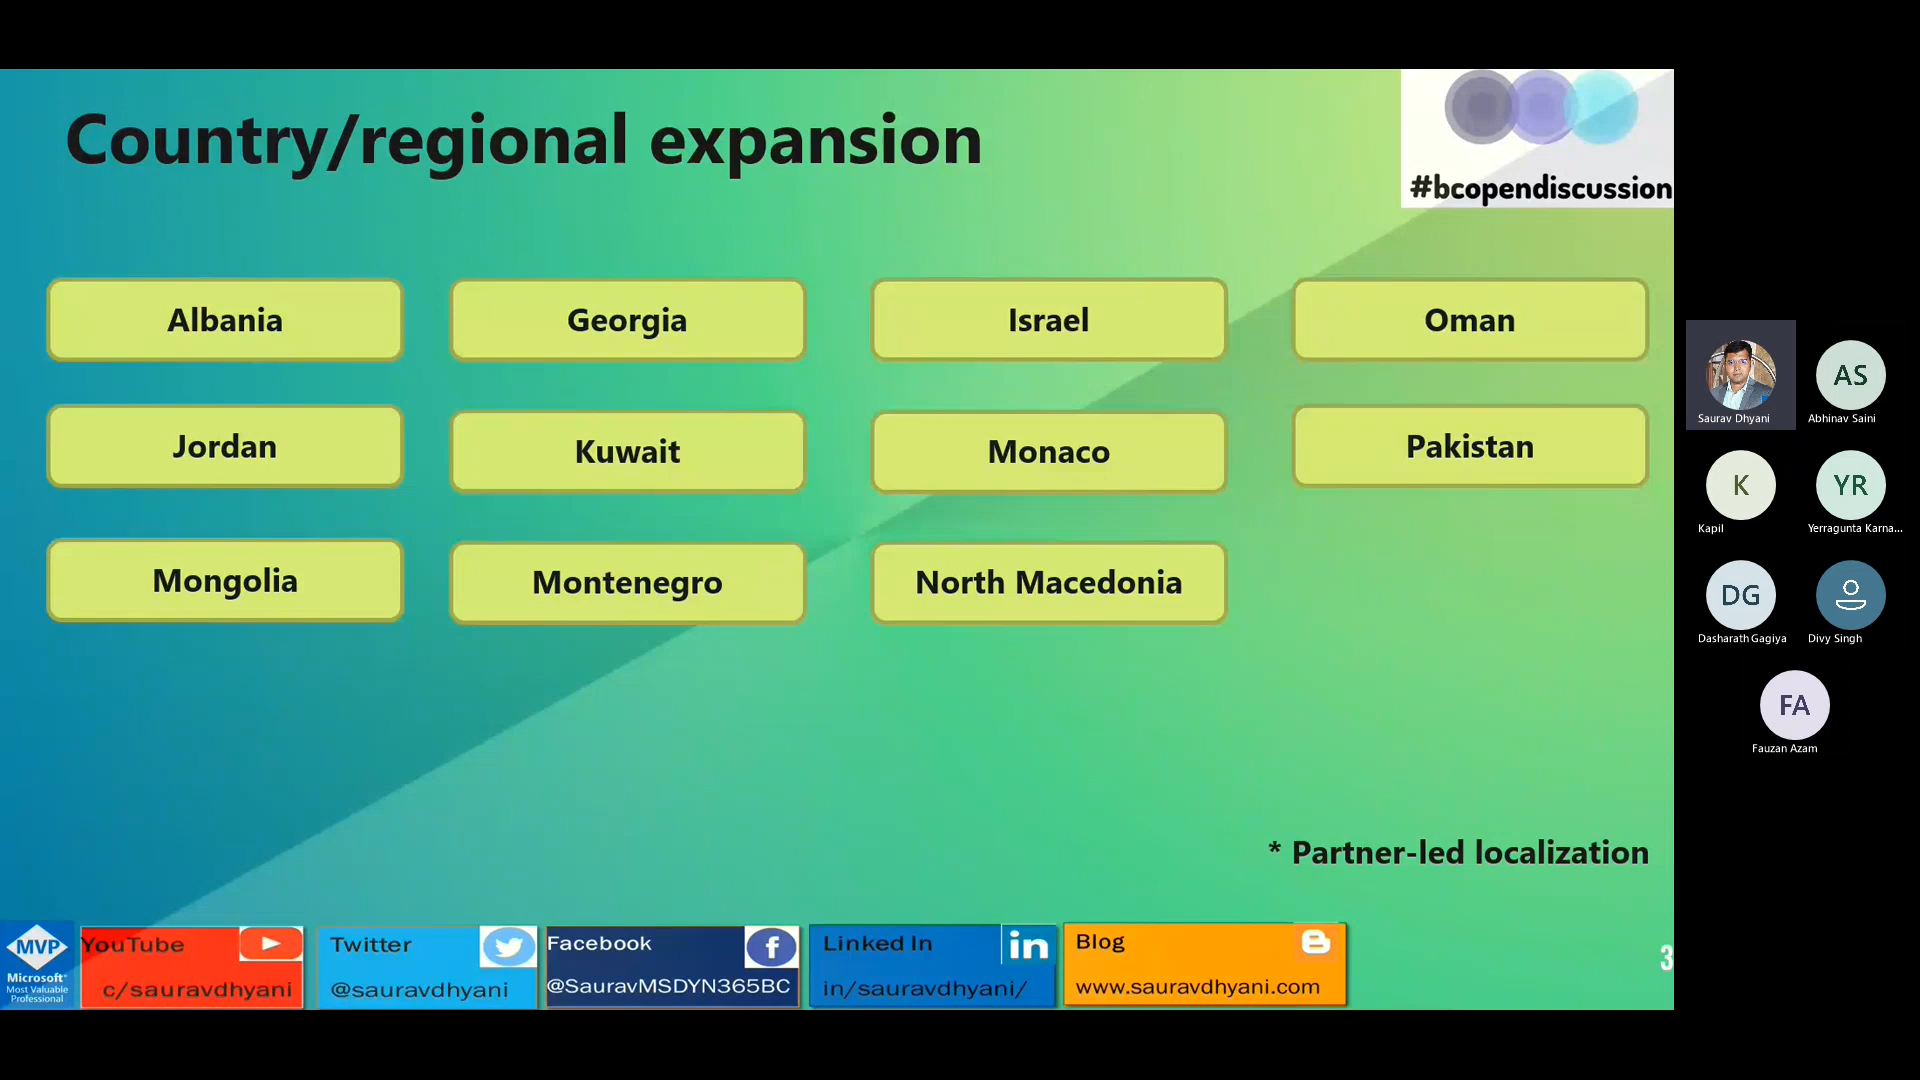 Country/regional expansion
#bcopendiscussion
Albania
Georgia
Israel
Oman
Jordan
Kuwait
Monaco
Pakistan
Mongolia
Montenegro
North Macedonia
* Partner-led localization
MVP
Microsoft®
Most Valuable
Professional
YouTube
c/sauravdhyani
Twitter
@sauravdhyani
Facebook
f
@SauravMSDYN365BC
Linked In
in
in/sauravdhyani/
Blog
www.sauravdhyani.com
3
Saurav Dhyani
AS
Abhinav Saini
K
Kapil
YR
Yerragunta Karna...
DG
Dasharath Gagiya
Divy Singh
FA
Fauzan Azam